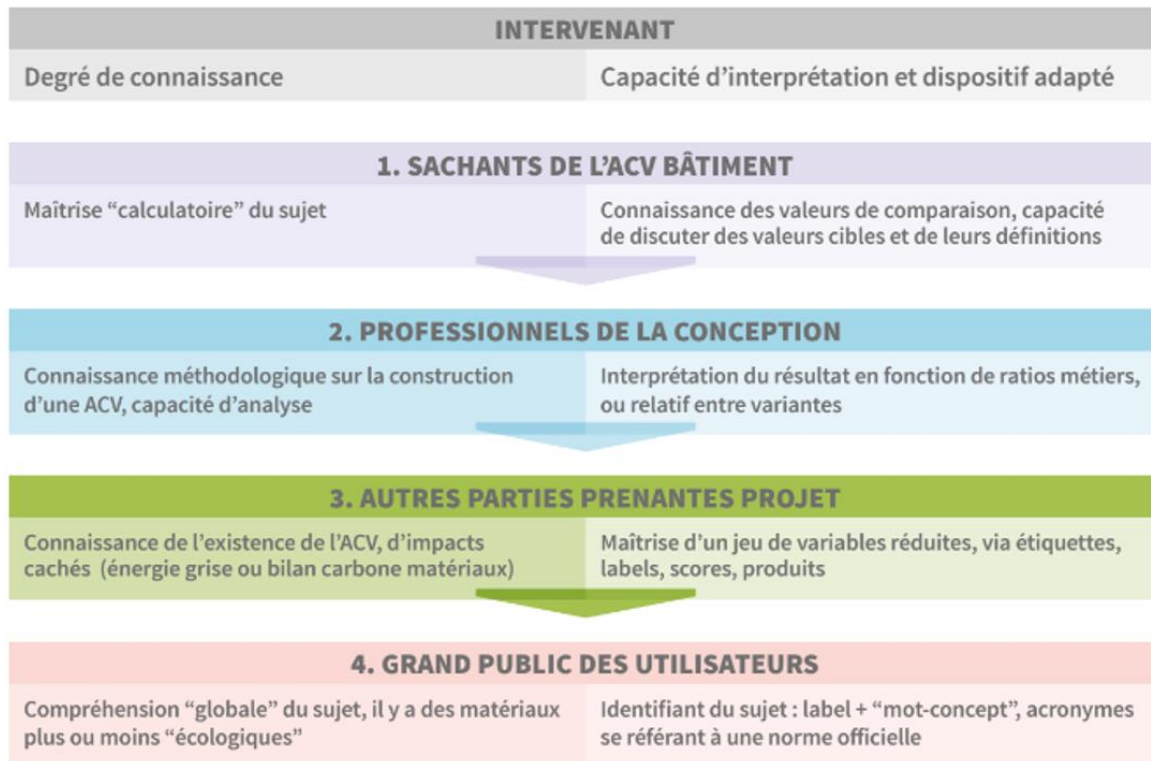 INTERVENANT
Degré de connaissance
Capacité d’interprétation et dispositif adapté
1. SACHANTS DE L’ACV BÂTIMENT
Maîtrise “calculatoire” du sujet
Connaissance des valeurs de comparaison, capacité
de discuter des valeurs cibles et de leurs définitions
2. PROFESSIONNELS DE LA CONCEPTION
Connaissance méthodologique sur la construction
d’une ACV, capacité d’analyse
Interprétation du résultat en fonction de ratios métiers,
ou relatif entre variantes
3. AUTRES PARTIES PRENANTES PROJET
Connaissance de l’existence de l’ACV, d’impacts
cachés (énergie grise ou bilan carbone matériaux)
Maîtrise d’un jeu de variables réduites, via étiquettes,
labels, scores, produits
4. GRAND PUBLIC DES UTILISATEURS
Compréhension “globale” du sujet, il y a des matériaux
plus ou moins “écologiques”
Identifiant du sujet : label + “mot-concept”, acronymes
se référant à une norme officielle